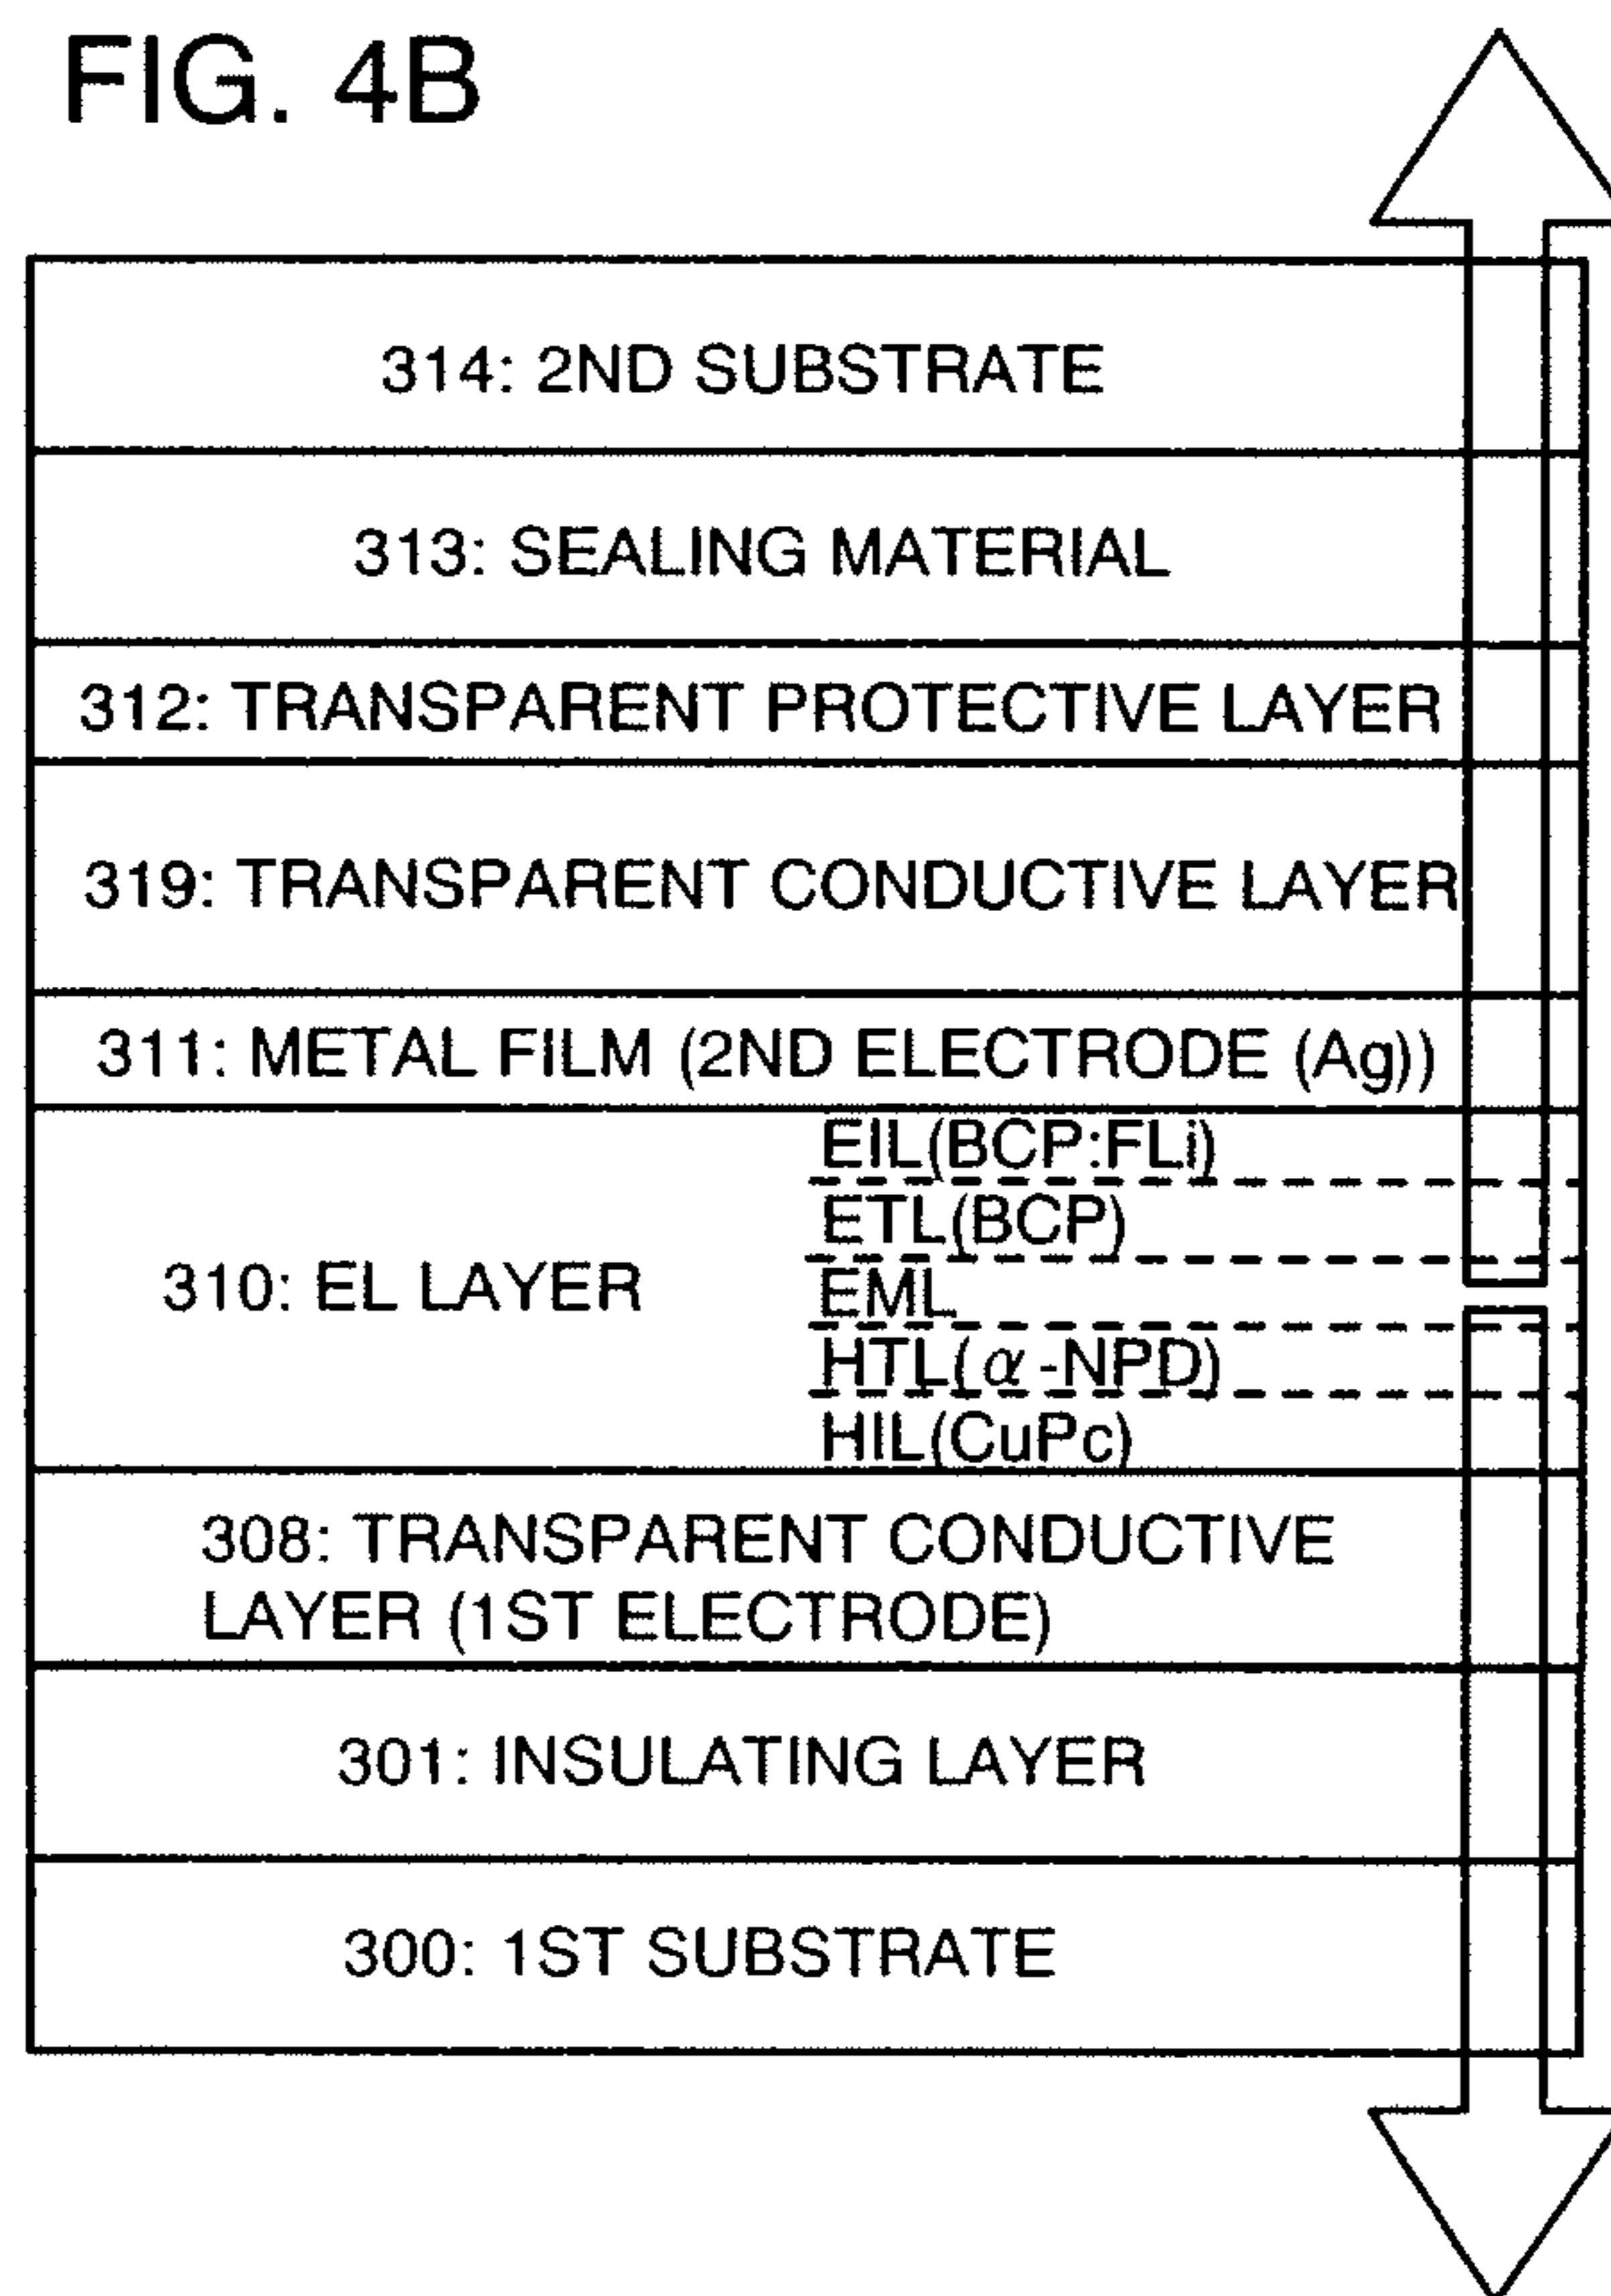 FIG. 4B
314: 2ND SUBSTRATE
313: SEALING MATERIAL
312: TRANSPARENT PROTECTIVE LAYER
319: TRANSPARENT CONDUCTIVE LAYER
311: METAL FILM (2ND ELECTRODE (Ag))
EIL(BCP:FLi)
ETL(BCP)
310: EL LAYER
EML
HTL(α-NPD)
HIL(CuPc)
308: TRANSPARENT CONDUCTIVE
LAYER (1ST ELECTRODE)
301: INSULATING LAYER
300: 1ST SUBSTRATE